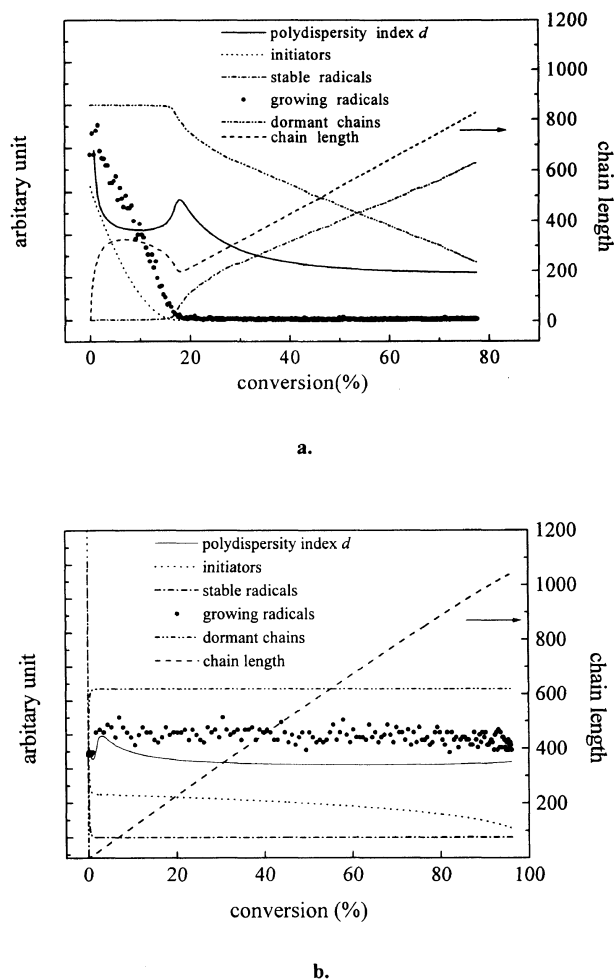 polydispersity index d
initiators
stable radicals
growing radicals
dormant chains
chain length
arbitary unit
1200
1000
800
600
400
200
0
chain length
0
20
40
60
80
conversion(%)
a.
polydispersity index d
initiators
stable radicals
growing radicals
dormant chains
chain length
arbitary unit
1200
1000
800
600
400
200
chain length
0
20
40
60
80
100
conversion (%)
b.